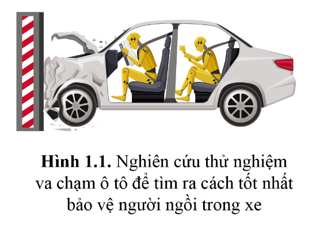 Hình 1.1. Nghiên cứu thử nghiệm
va chạm ô tô để tìm ra cách tốt nhất
bảo vệ người ngồi trong xe